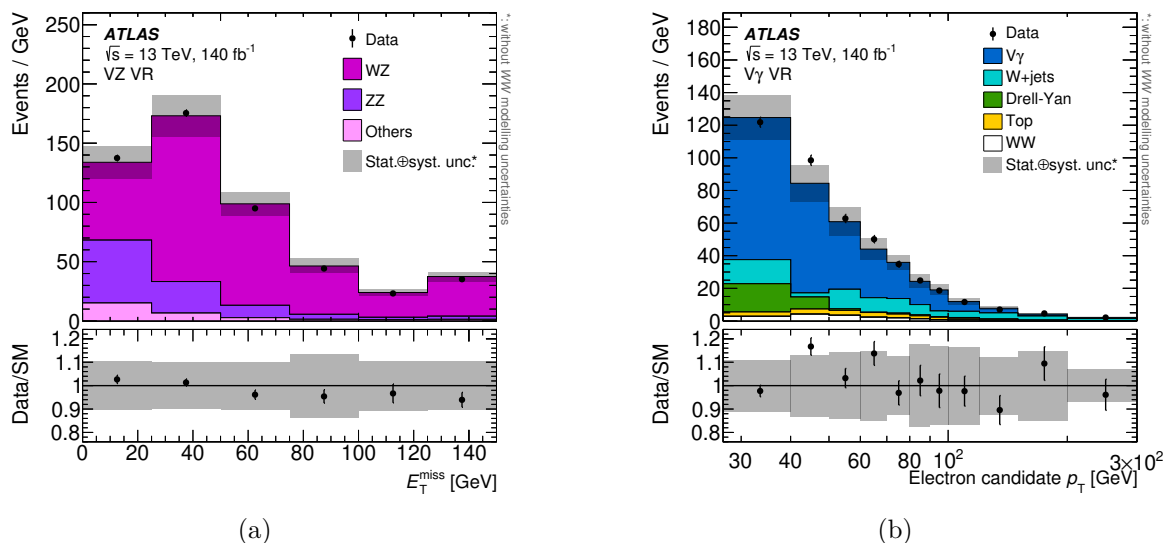 ATLAS
√s = 13 TeV, 140 fb⁻¹
VZ VR
Data
WZ
ZZ
Others
Stat.⊕syst. unc.*
*: without WW modelling uncertainties
Events / GeV
250
200
150
100
50
0
Data/SM
1.2
1.1
1
0.9
0.8
0 20 40 60 80 100 120 140
E_T^miss [GeV]
(a)
ATLAS
√s = 13 TeV, 140 fb⁻¹
Vγ VR
Data
Vγ
W+jets
Drell-Yan
Top
WW
Stat.⊕syst. unc.*
*: without WW modelling uncertainties
Events / GeV
180
160
140
120
100
80
60
40
20
0
Data/SM
1.2
1.1
1
0.9
0.8
30 40 50 60 80 10² 3×10²
Electron candidate p_T [GeV]
(b)